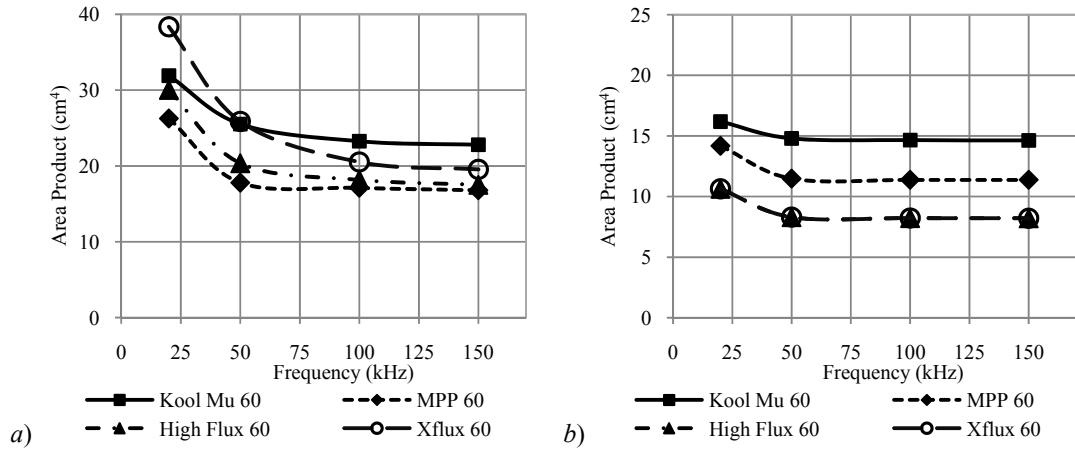 40
30
20
10
0
Area Product (cm⁴)
0 25 50 75 100 125 150
Frequency (kHz)
Kool Mu 60 MPP 60
High Flux 60 Xflux 60
a)
25
20
15
10
5
0
Area Product (cm⁴)
0 25 50 75 100 125 150
Frequency (kHz)
Kool Mu 60 MPP 60
High Flux 60 Xflux 60
b)